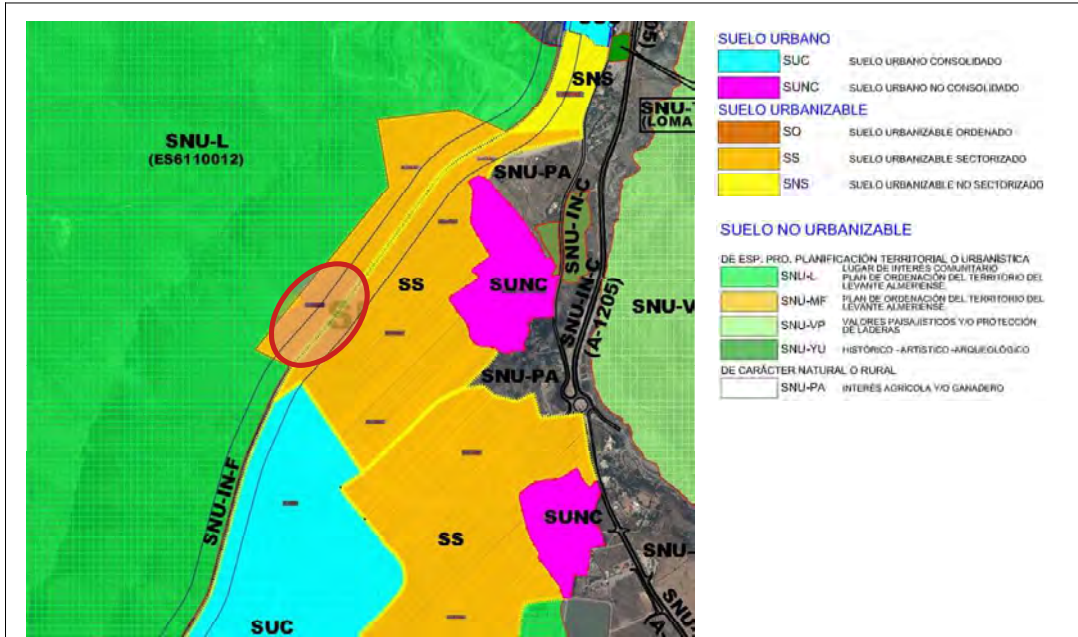 SUC
05)
SNS
SNU-L
(ES6110012)
SNU-
(LOMA
SNU-PA
SNU-IN-C
SS
SUNC
SNU-IN-C
(A-1205)
SNU-V
SNU-PA
SNU-IN-F
SS
SUNC
SNU-
SUC
(A-
SUELO URBANO
SUC SUELO URBANO CONSOLIDADO
SUNC SUELO URBANO NO CONSOLIDADO
SUELO URBANIZABLE
SO SUELO URBANIZABLE ORDENADO
SS SUELO URBANIZABLE SECTORIZADO
SNS SUELO URBANIZABLE NO SECTORIZADO
SUELO NO URBANIZABLE
DE ESP. PRO. PLANIFICACIÓN TERRITORIAL O URBANÍSTICA
SNU-L LUGAR DE INTERÉS COMUNITARIO
PLAN DE ORDENACIÓN DEL TERRITORIO DEL
LEVANTE ALMERIENSE.
SNU-MF PLAN DE ORDENACIÓN DEL TERRITORIO DEL
LEVANTE ALMERIENSE.
SNU-VP VALORES PAISAJÍSTICOS Y/O PROTECCIÓN
DE LADERAS
SNU-YU HISTÓRICO -ARTÍSTICO -ARQUEOLÓGICO
DE CARÁCTER NATURAL O RURAL
SNU-PA INTERÉS AGRÍCOLA Y/O GANADERO